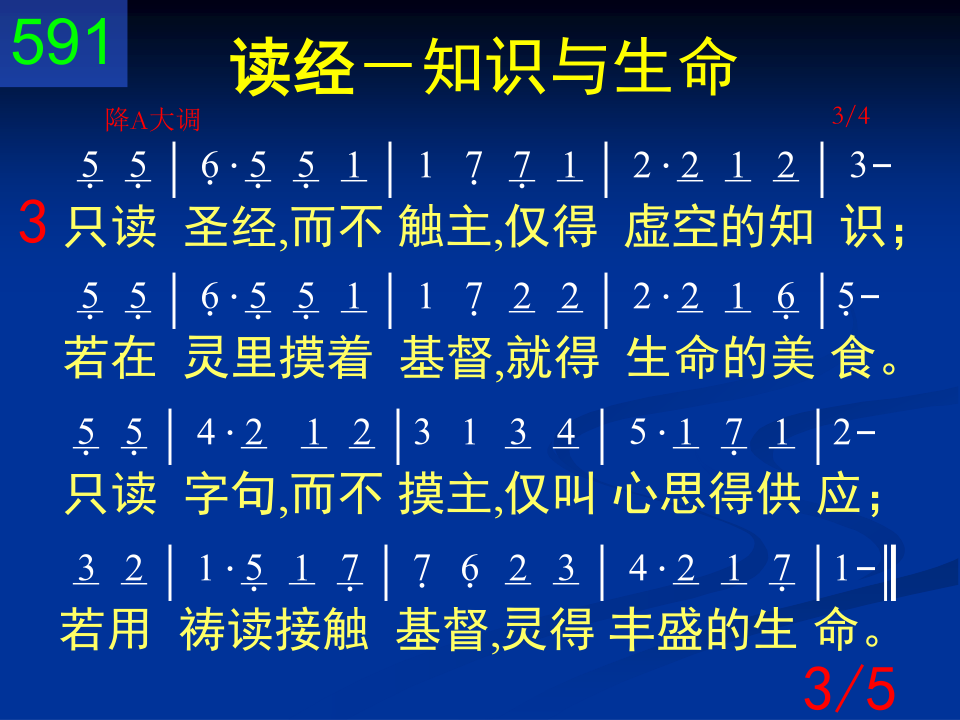 591
读经－知识与生命
降A大调 3/4
5̣ 5̣ | 6̣ · 5̣ 5̣ 1 | 1 7̣ 7̣ 1 | 2 · 2 1 2 | 3 −
3 只读 圣经,而不 触主,仅得 虚空的知 识；
5̣ 5̣ | 6̣ · 5̣ 5̣ 1 | 1 7̣ 2 2 | 2 · 2 1 6̣ | 5̣ −
若在 灵里摸着 基督,就得 生命的美 食。
5̣ 5̣ | 4 · 2 1 2 | 3 1 3 4 | 5 · 1 7̣ 1 | 2 −
只读 字句,而不 摸主,仅叫 心思得供 应；
3 2 | 1 · 5̣ 1 7̣ | 7̣ 6̣ 2 3 | 4 · 2 1 7̣ | 1 − ‖
若用 祷读接触 基督,灵得 丰盛的生 命。
3/5